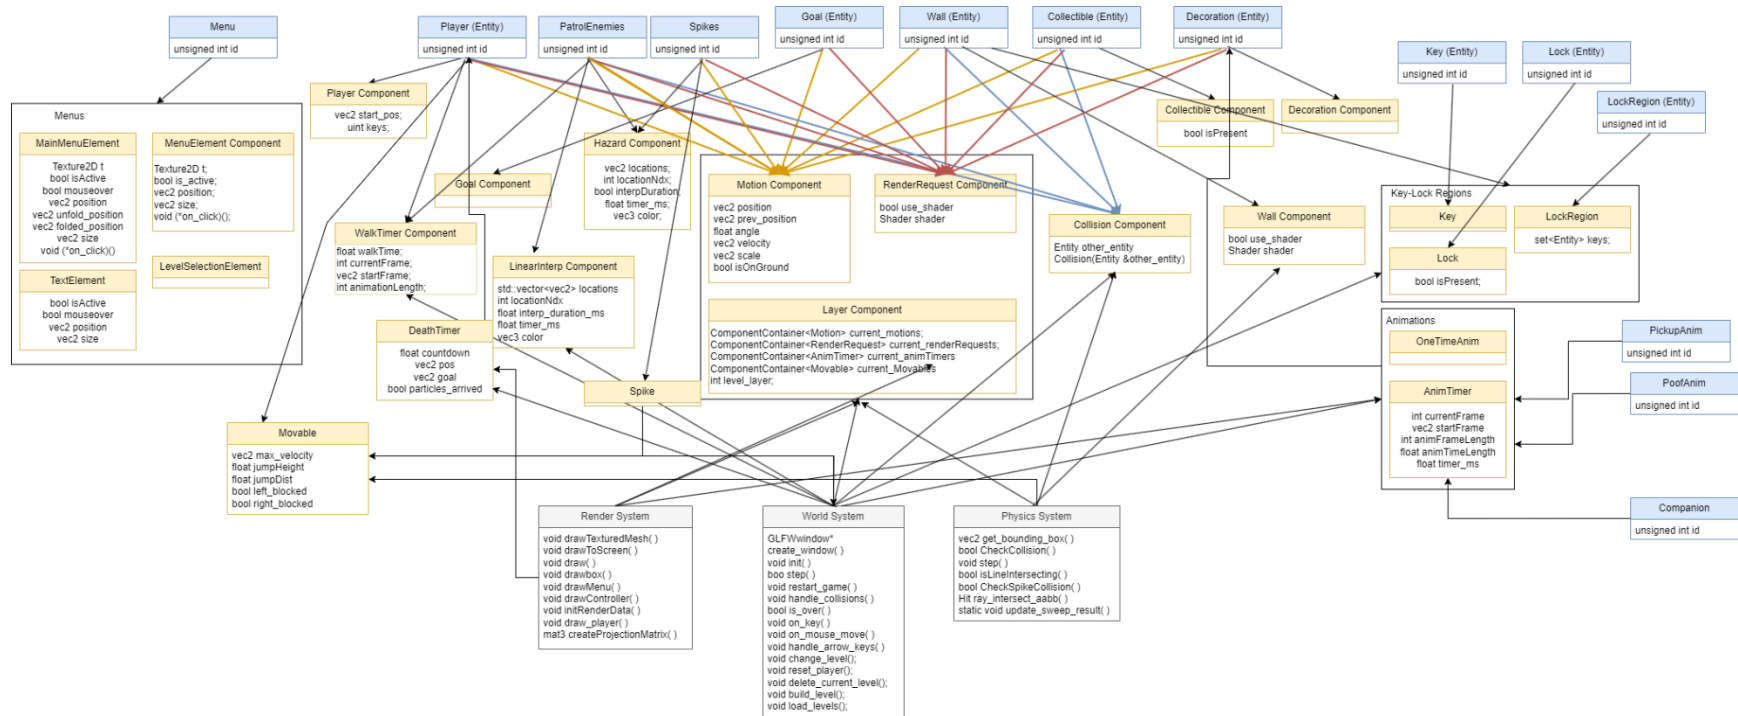 Menu
unsigned int id
Player (Entity)
unsigned int id
PatrolEnemies
unsigned int id
Spikes
unsigned int id
Goal (Entity)
unsigned int id
Wall (Entity)
unsigned int id
Collectible (Entity)
unsigned int id
Decoration (Entity)
unsigned int id
Key (Entity)
unsigned int id
Lock (Entity)
unsigned int id
LockRegion (Entity)
unsigned int id
Menus
MainMenuElement
Texture2D t
bool isActive
bool mouseover
vec2 position
vec2 unfold_position
vec2 folded_position
vec2 size
void (*on_click)()
MenuElement Component
Texture2D t;
bool is_active;
vec2 position;
vec2 size;
void (*on_click)();
TextElement
bool isActive
bool mouseover
vec2 position
vec2 size
LevelSelectionElement
Player Component
vec2 start_pos;
uint keys;
Goal Component
Hazard Component
vec2 locations;
int locationNdx;
bool interpDuration;
float timer_ms;
vec3 color;
WalkTimer Component
float walkTime;
int currentFrame;
vec2 startFrame;
int animationLength;
LinearInterp Component
std::vector<vec2> locations
int locationNdx
float interp_duration_ms
float timer_ms
vec3 color
DeathTimer
float countdown
vec2 pos
vec2 goal
bool particles_arrived
Spike
Movable
vec2 max_velocity
float jumpHeight
float jumpDist
bool left_blocked
bool right_blocked
Motion Component
vec2 position
vec2 prev_position
float angle
vec2 velocity
vec2 scale
bool isOnGround
RenderRequest Component
bool use_shader
Shader shader
Layer Component
ComponentContainer<Motion> current_motions;
ComponentContainer<RenderRequest> current_renderRequests;
ComponentContainer<AnimTimer> current_animTimers
ComponentContainer<Movable> current_Movables
int level_layer;
Collision Component
Entity other_entity
Collision(Entity &other_entity)
Collectible Component
bool isPresent
Decoration Component
Wall Component
bool use_shader
Shader shader
Key-Lock Regions
Key
Lock
bool isPresent;
LockRegion
set<Entity> keys;
Animations
OneTimeAnim
AnimTimer
int currentFrame
vec2 startFrame
int animFrameLength
float animTimeLength
float timer_ms
PickupAnim
unsigned int id
PoofAnim
unsigned int id
Companion
unsigned int id
Render System
void drawTexturedMesh( )
void drawToScreen( )
void draw( )
void drawbox( )
void drawMenu( )
void drawController( )
void initRenderData( )
void draw_player( )
mat3 createProjectionMatrix( )
World System
GLFWwindow*
create_window( )
void init( )
boo step( )
void restart_game( )
void handle_collisions( )
bool is_over( )
void on_key( )
void on_mouse_move( )
void handle_arrow_keys( )
void change_level();
void reset_player();
void delete_current_level();
void build_level();
void load_levels();
Physics System
vec2 get_bounding_box( )
bool CheckCollision( )
void step( )
bool isLineIntersecting( )
bool CheckSpikeCollision( )
Hit ray_intersect_aabb( )
static void update_sweep_result( )